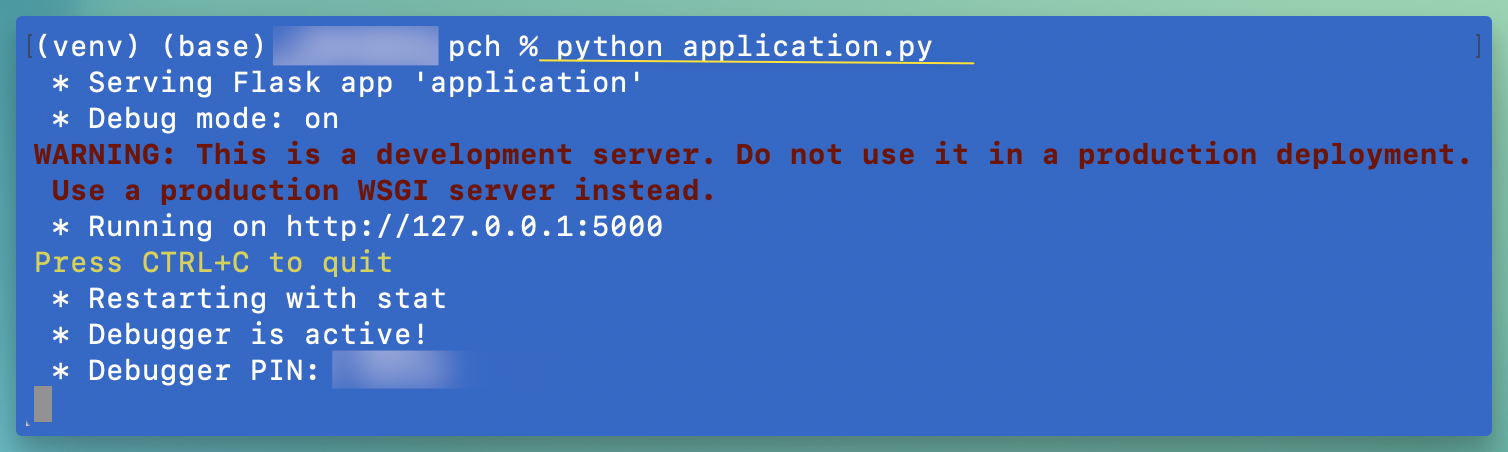 (venv) (base) pch % python application.py
 * Serving Flask app 'application'
 * Debug mode: on
WARNING: This is a development server. Do not use it in a production deployment.
 Use a production WSGI server instead.
 * Running on http://127.0.0.1:5000
Press CTRL+C to quit
 * Restarting with stat
 * Debugger is active!
 * Debugger PIN: